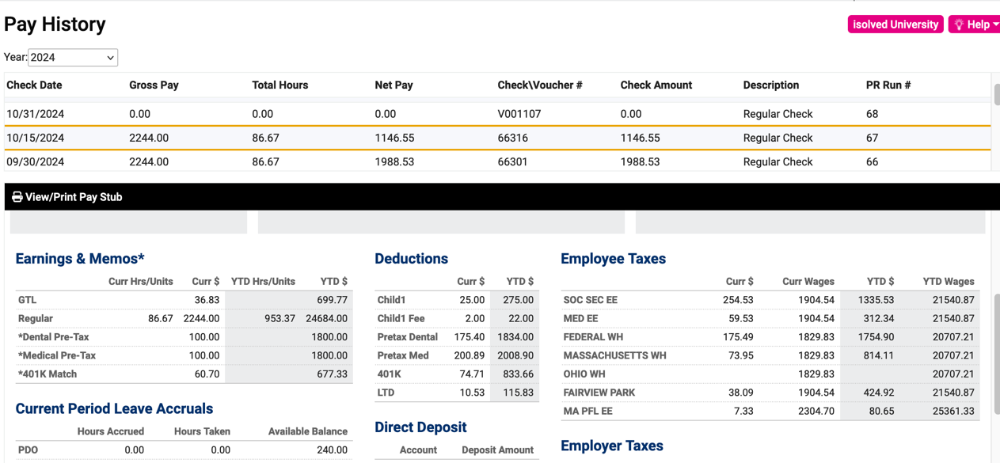 Pay History
isolved University
Help
Year: 2024
Check Date Gross Pay Total Hours Net Pay Check\Voucher # Check Amount Description PR Run #
10/31/2024 0.00 0.00 0.00 V001107 0.00 Regular Check 68
10/15/2024 2244.00 86.67 1146.55 66316 1146.55 Regular Check 67
09/30/2024 2244.00 86.67 1988.53 66301 1988.53 Regular Check 66
View/Print Pay Stub
Earnings & Memos*
Curr Hrs/Units Curr $ YTD Hrs/Units YTD $
GTL 36.83 699.77
Regular 86.67 2244.00 953.37 24684.00
*Dental Pre-Tax 100.00 1800.00
*Medical Pre-Tax 100.00 1800.00
*401K Match 60.70 677.33
Current Period Leave Accruals
Hours Accrued Hours Taken Available Balance
PDO 0.00 0.00 240.00
Deductions
Curr $ YTD $
Child1 25.00 275.00
Child1 Fee 2.00 22.00
Pretax Dental 175.40 1834.00
Pretax Med 200.89 2008.90
401K 74.71 833.66
LTD 10.53 115.83
Direct Deposit
Account Deposit Amount
Employee Taxes
Curr $ Curr Wages YTD $ YTD Wages
SOC SEC EE 254.53 1904.54 1335.53 21540.87
MED EE 59.53 1904.54 312.34 21540.87
FEDERAL WH 175.49 1829.83 1754.90 20707.21
MASSACHUSETTS WH 73.95 1829.83 814.11 20707.21
OHIO WH 1829.83 20707.21
FAIRVIEW PARK 38.09 1904.54 424.92 21540.87
MA PFL EE 7.33 2304.70 80.65 25361.33
Employer Taxes